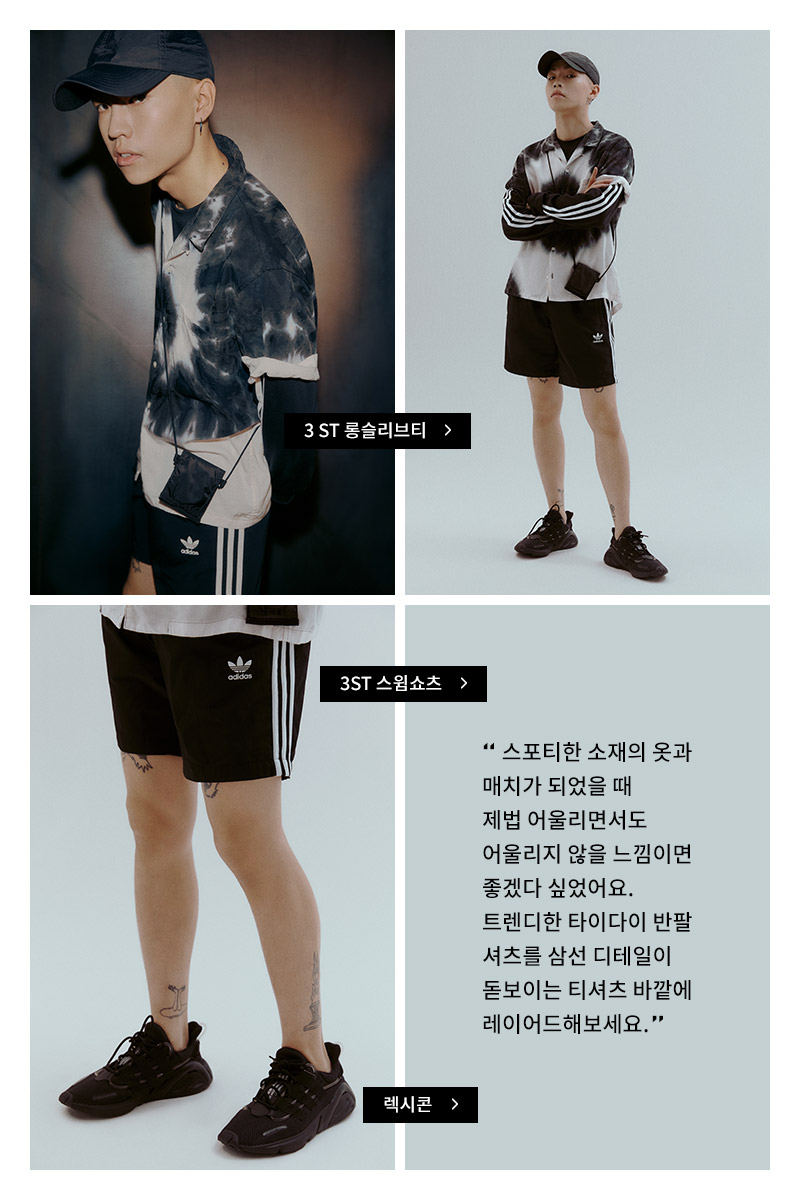 3 ST 롱슬리브티 >
adidas
adidas
adidas
3ST 스윔쇼츠 >
“ 스포티한 소재의 옷과
매치가 되었을 때
제법 어울리면서도
어울리지 않을 느낌이면
좋겠다 싶었어요.
트렌디한 타이다이 반팔
셔츠를 삼선 디테일이
돋보이는 티셔츠 바깥에
레이어드해보세요.”
렉시콘 >